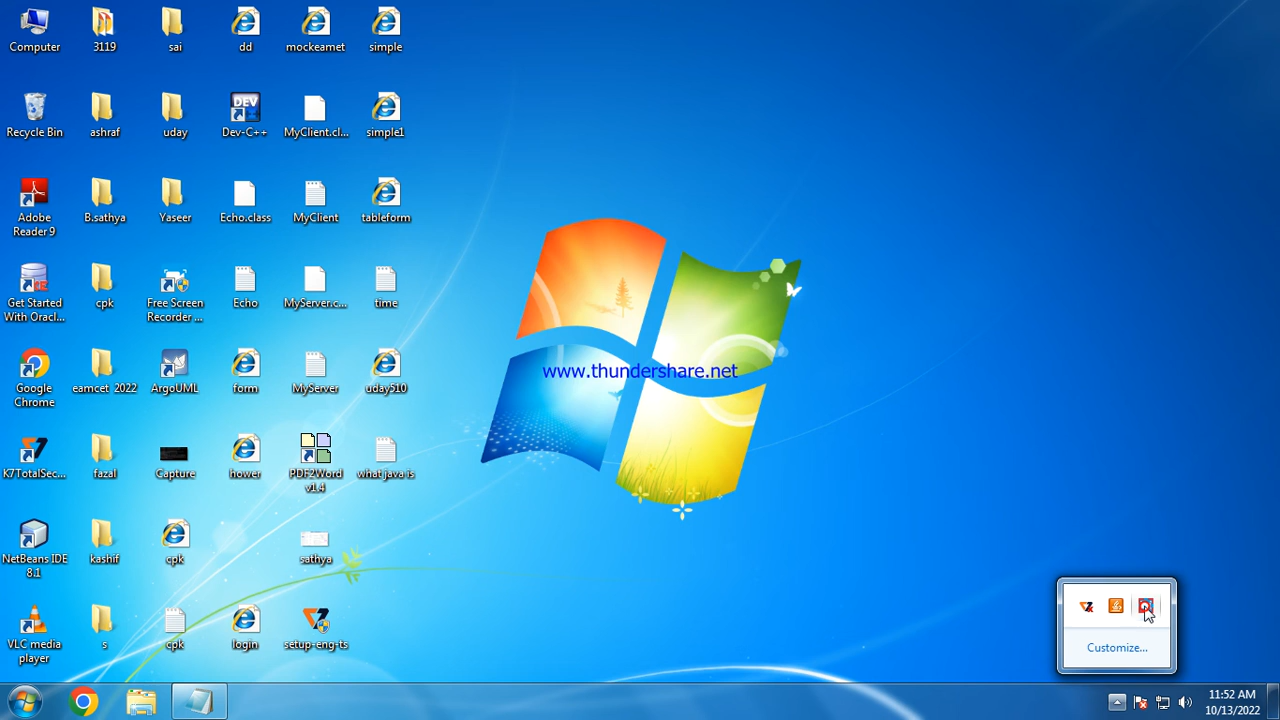 Computer
3119
sai
dd
mockeamet
simple
Recycle Bin
ashraf
uday
Dev-C++
MyClient.cl...
simple1
Adobe
Reader 9
B.sathya
Yaseer
Echo.class
MyClient
tableform
Get Started
With Oracl...
cpk
Free Screen
Recorder ...
Echo
MyServer.c...
time
www.thundershare.net
Google
Chrome
eamcet 2022
ArgoUML
form
MyServer
uday510
K7TotalSec...
fazal
Capture
hower
PDF2Word
v1.4
what java is
NetBeans IDE
8.1
kashif
cpk
sathya
VLC media
player
s
cpk
login
setup-eng-ts
Customize...
11:52 AM
10/13/2022
DEV